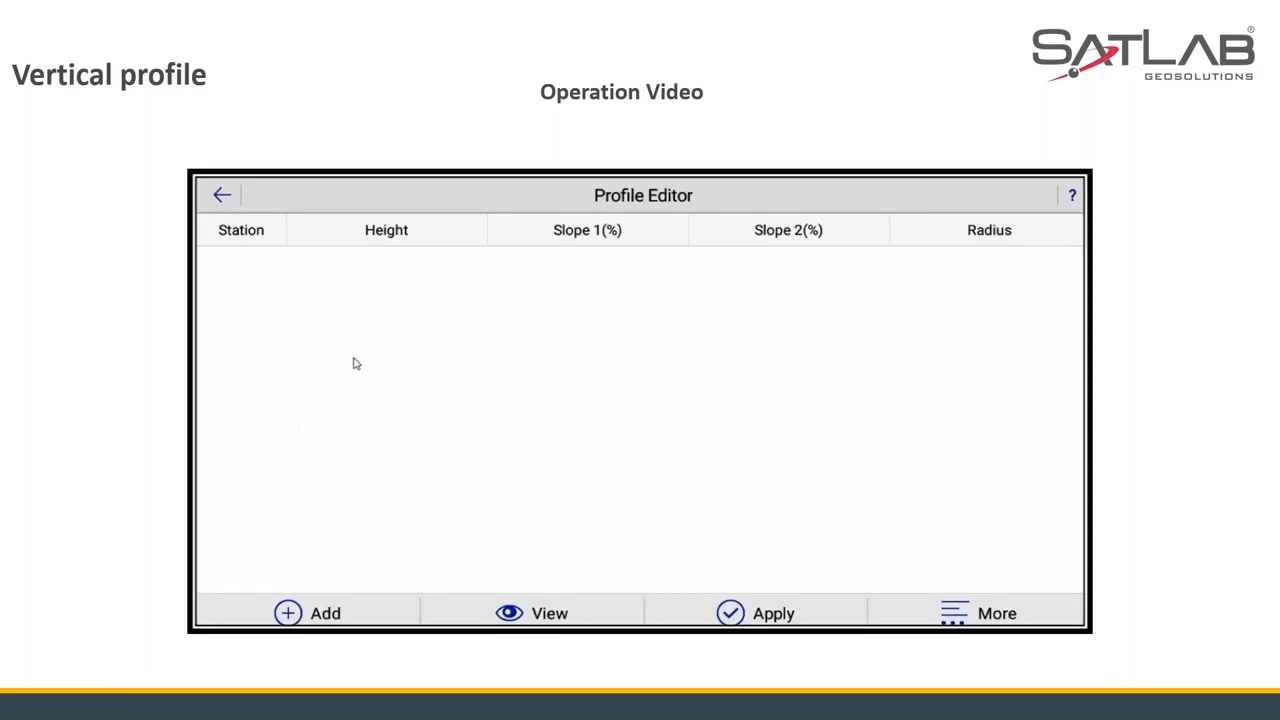 SATLAB®
GEOSOLUTIONS
Vertical profile
Operation Video
Profile Editor ?
Station Height Slope 1(%) Slope 2(%) Radius
Add View Apply More